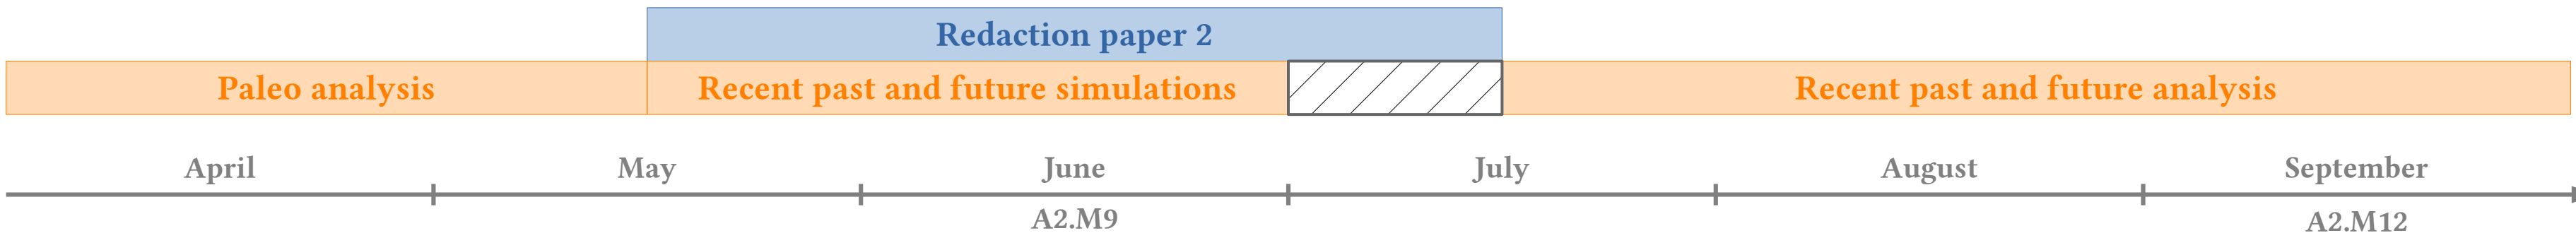 Redaction paper 2
Paleo analysis Recent past and future simulations Recent past and future analysis
April May June July August September
A2.M9 A2.M12